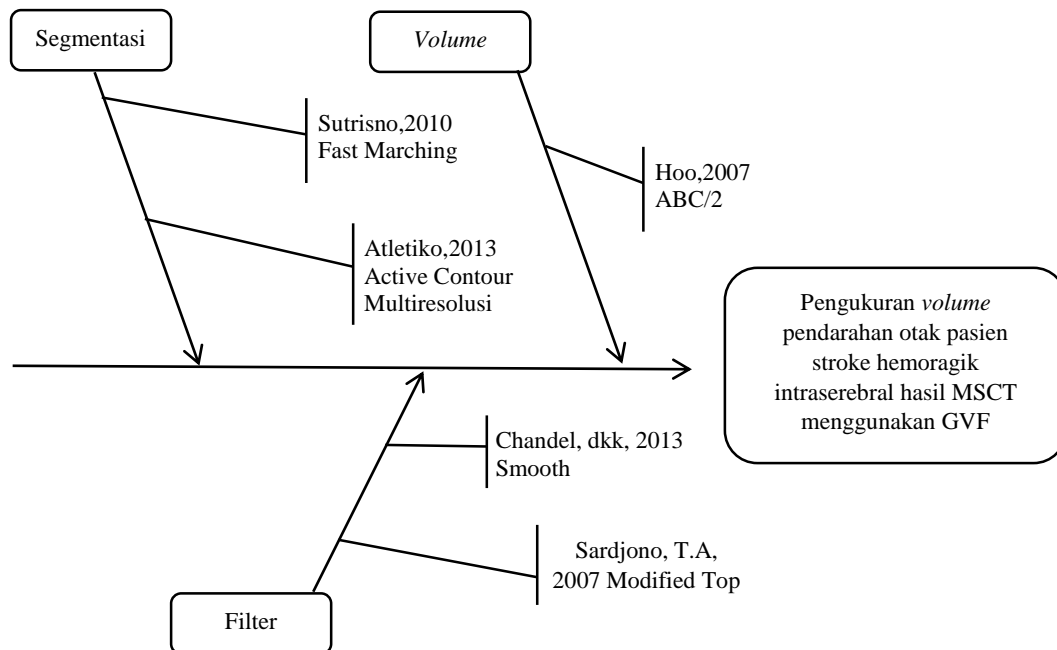 Segmentasi
Volume
Sutrisno,2010
Fast Marching
Hoo,2007
ABC/2
Atletiko,2013
Active Contour
Multiresolusi
Pengukuran volume
pendarahan otak pasien
stroke hemoragik
intraserebral hasil MSCT
menggunakan GVF
Chandel, dkk, 2013
Smooth
Sardjono, T.A,
2007 Modified Top
Filter